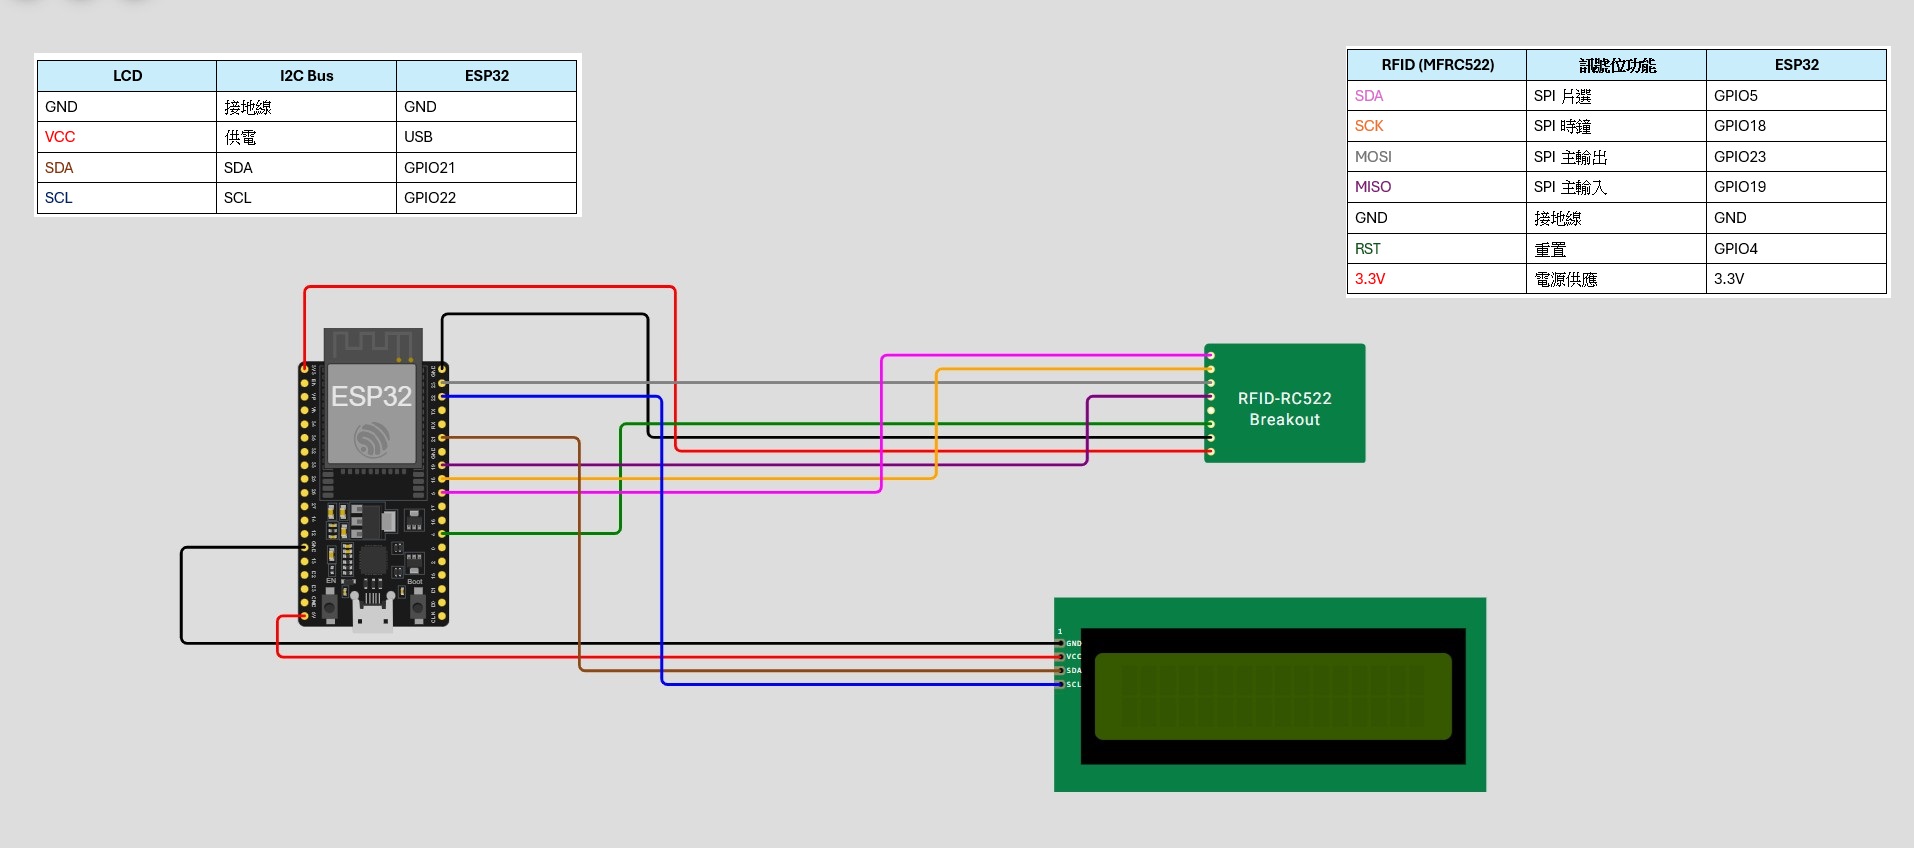 LCD I2C Bus ESP32
GND 接地線 GND
VCC 供電 USB
SDA SDA GPIO21
SCL SCL GPIO22
RFID (MFRC522) 訊號位功能 ESP32
SDA SPI 片選 GPIO5
SCK SPI 時鐘 GPIO18
MOSI SPI 主輸出 GPIO23
MISO SPI 主輸入 GPIO19
GND 接地線 GND
RST 重置 GPIO4
3.3V 電源供應 3.3V
ESP32
EN
Boot
RFID-RC522
Breakout
1
GND
VCC
SDA
SCL